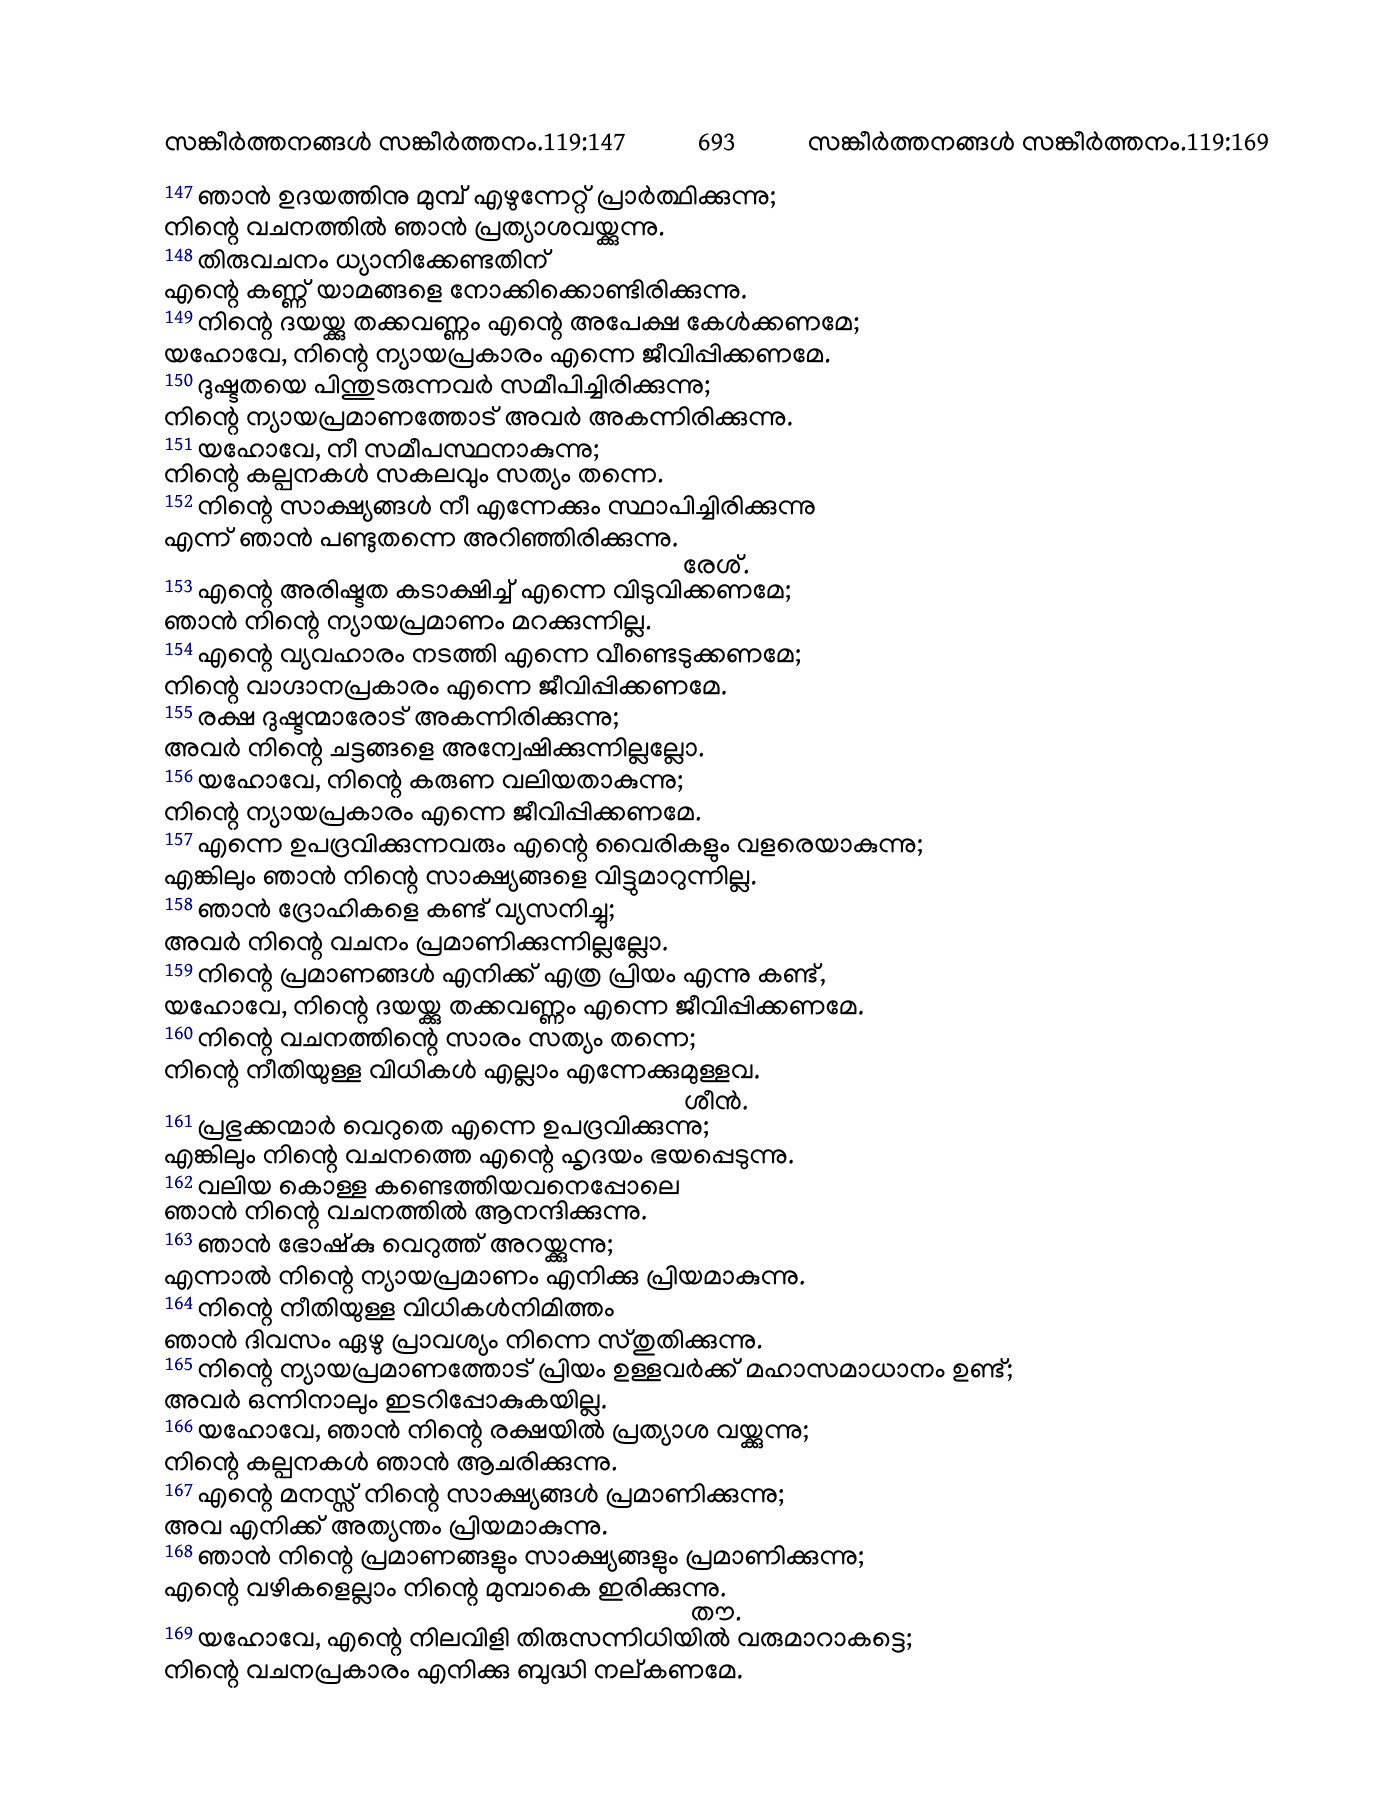 സങ്കീർത്തനങ്ങൾ സങ്കീർത്തനം.119:147 693 സങ്കീർത്തനങ്ങൾ സങ്കീർത്തനം.119:169
147 ഞാൻ ഉദയത്തിനു മുമ്പ് എഴുന്നേറ്റ് പ്രാർത്ഥിക്കുന്നു;
നിന്റെ വചനത്തിൽ ഞാൻ പ്രത്യാശവയ്ക്കുന്നു.
148 തിരുവചനം ധ്യാനിക്കേണ്ടതിന്
എന്റെ കണ്ണ് യാമങ്ങളെ നോക്കിക്കൊണ്ടിരിക്കുന്നു.
149 നിന്റെ ദയയ്ക്കു തക്കവണ്ണം എന്റെ അപേക്ഷ കേൾക്കണമേ;
യഹോവേ, നിന്റെ ന്യായപ്രകാരം എന്നെ ജീവിപ്പിക്കണമേ.
150 ദുഷ്ടതയെ പിന്തുടരുന്നവർ സമീപിച്ചിരിക്കുന്നു;
നിന്റെ ന്യായപ്രമാണത്തോട് അവർ അകന്നിരിക്കുന്നു.
151 യഹോവേ, നീ സമീപസ്ഥനാകുന്നു;
നിന്റെ കല്പനകൾ സകലവും സത്യം തന്നെ.
152 നിന്റെ സാക്ഷ്യങ്ങൾ നീ എന്നേക്കും സ്ഥാപിച്ചിരിക്കുന്നു
എന്ന് ഞാൻ പണ്ടുതന്നെ അറിഞ്ഞിരിക്കുന്നു.
രേശ്.
153 എന്റെ അരിഷ്ടത കടാക്ഷിച്ച് എന്നെ വിടുവിക്കണമേ;
ഞാൻ നിന്റെ ന്യായപ്രമാണം മറക്കുന്നില്ല.
154 എന്റെ വ്യവഹാരം നടത്തി എന്നെ വീണ്ടെടുക്കണമേ;
നിന്റെ വാഗ്ദാനപ്രകാരം എന്നെ ജീവിപ്പിക്കണമേ.
155 രക്ഷ ദുഷ്ടന്മാരോട് അകന്നിരിക്കുന്നു;
അവർ നിന്റെ ചട്ടങ്ങളെ അന്വേഷിക്കുന്നില്ലല്ലോ.
156 യഹോവേ, നിന്റെ കരുണ വലിയതാകുന്നു;
നിന്റെ ന്യായപ്രകാരം എന്നെ ജീവിപ്പിക്കണമേ.
157 എന്നെ ഉപദ്രവിക്കുന്നവരും എന്റെ വൈരികളും വളരെയാകുന്നു;
എങ്കിലും ഞാൻ നിന്റെ സാക്ഷ്യങ്ങളെ വിട്ടുമാറുന്നില്ല.
158 ഞാൻ ദ്രോഹികളെ കണ്ട് വ്യസനിച്ചു;
അവർ നിന്റെ വചനം പ്രമാണിക്കുന്നില്ലല്ലോ.
159 നിന്റെ പ്രമാണങ്ങൾ എനിക്ക് എത്ര പ്രിയം എന്നു കണ്ട്,
യഹോവേ, നിന്റെ ദയയ്ക്കു തക്കവണ്ണം എന്നെ ജീവിപ്പിക്കണമേ.
160 നിന്റെ വചനത്തിന്റെ സാരം സത്യം തന്നെ;
നിന്റെ നീതിയുള്ള വിധികൾ എല്ലാം എന്നേക്കുമുള്ളവ.
ശീൻ.
161 പ്രഭുക്കന്മാർ വെറുതെ എന്നെ ഉപദ്രവിക്കുന്നു;
എങ്കിലും നിന്റെ വചനത്തെ എന്റെ ഹൃദയം ഭയപ്പെടുന്നു.
162 വലിയ കൊള്ള കണ്ടെത്തിയവനെപ്പോലെ
ഞാൻ നിന്റെ വചനത്തിൽ ആനന്ദിക്കുന്നു.
163 ഞാൻ ഭോഷ്കു വെറുത്ത് അറയ്ക്കുന്നു;
എന്നാൽ നിന്റെ ന്യായപ്രമാണം എനിക്കു പ്രിയമാകുന്നു.
164 നിന്റെ നീതിയുള്ള വിധികൾനിമിത്തം
ഞാൻ ദിവസം ഏഴു പ്രാവശ്യം നിന്നെ സ്തുതിക്കുന്നു.
165 നിന്റെ ന്യായപ്രമാണത്തോട് പ്രിയം ഉള്ളവർക്ക് മഹാസമാധാനം ഉണ്ട്;
അവർ ഒന്നിനാലും ഇടറിപ്പോകുകയില്ല.
166 യഹോവേ, ഞാൻ നിന്റെ രക്ഷയിൽ പ്രത്യാശ വയ്ക്കുന്നു;
നിന്റെ കല്പനകൾ ഞാൻ ആചരിക്കുന്നു.
167 എന്റെ മനസ്സ് നിന്റെ സാക്ഷ്യങ്ങൾ പ്രമാണിക്കുന്നു;
അവ എനിക്ക് അത്യന്തം പ്രിയമാകുന്നു.
168 ഞാൻ നിന്റെ പ്രമാണങ്ങളും സാക്ഷ്യങ്ങളും പ്രമാണിക്കുന്നു;
എന്റെ വഴികളെല്ലാം നിന്റെ മുമ്പാകെ ഇരിക്കുന്നു.
തൗ.
169 യഹോവേ, എന്റെ നിലവിളി തിരുസന്നിധിയിൽ വരുമാറാകട്ടെ;
നിന്റെ വചനപ്രകാരം എനിക്കു ബുദ്ധി നല്കണമേ.